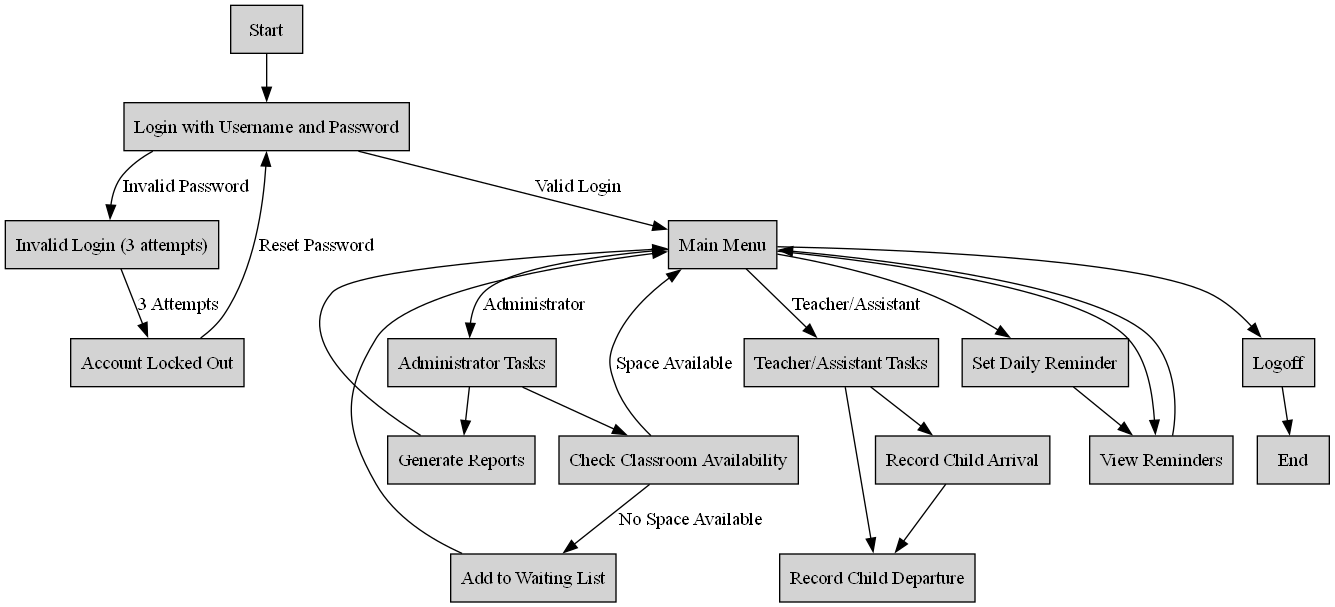 Start
Login with Username and Password
Invalid Password
Valid Login
Invalid Login (3 attempts)
Reset Password
Main Menu
3 Attempts
Administrator
Teacher/Assistant
Account Locked Out
Administrator Tasks
Space Available
Teacher/Assistant Tasks
Set Daily Reminder
Logoff
Generate Reports
Check Classroom Availability
Record Child Arrival
View Reminders
End
No Space Available
Add to Waiting List
Record Child Departure